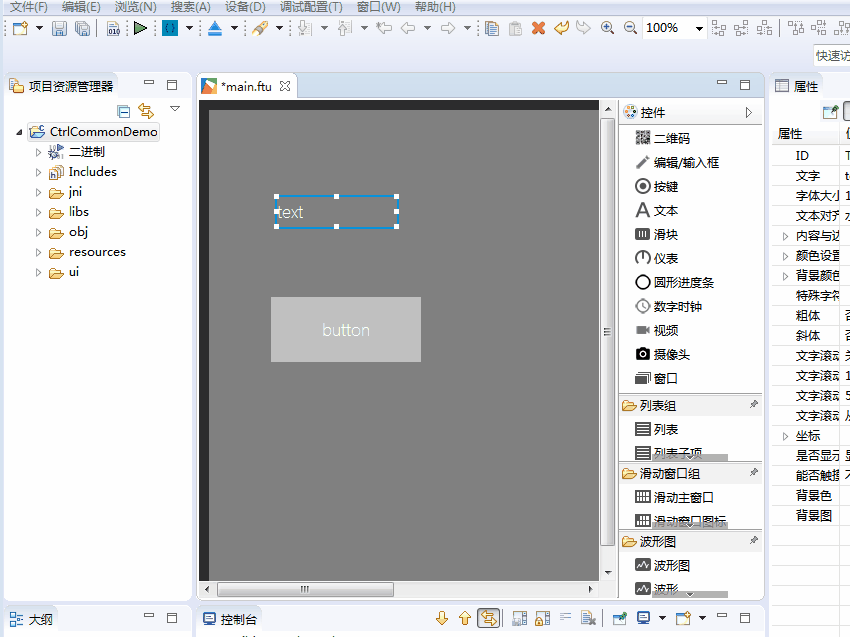 文件(F) 编辑(E) 浏览(N) 搜索(A) 设备(D) 调试配置(T) 窗口(W) 帮助(H)
010
100%
快速访
项目资源管理器
CtrlCommonDemo
二进制
Includes
jni
libs
obj
resources
ui
大纲
*main.ftu
text
button
控件
二维码
编辑/输入框
按键
文本
滑块
仪表
圆形进度条
数字时钟
视频
摄像头
窗口
列表组
列表
列表子项
滑动窗口组
滑动主窗口
滑动窗口图标
波形图
波形图
波形
控制台
属性
属性
ID
文字
字体大小
文本对齐
内容与边
颜色设置
背景颜色
特殊字符
粗体
斜体
文字滚动
文字滚动
文字滚动
文字滚动
坐标
是否显示
能否触摸
背景色
背景图